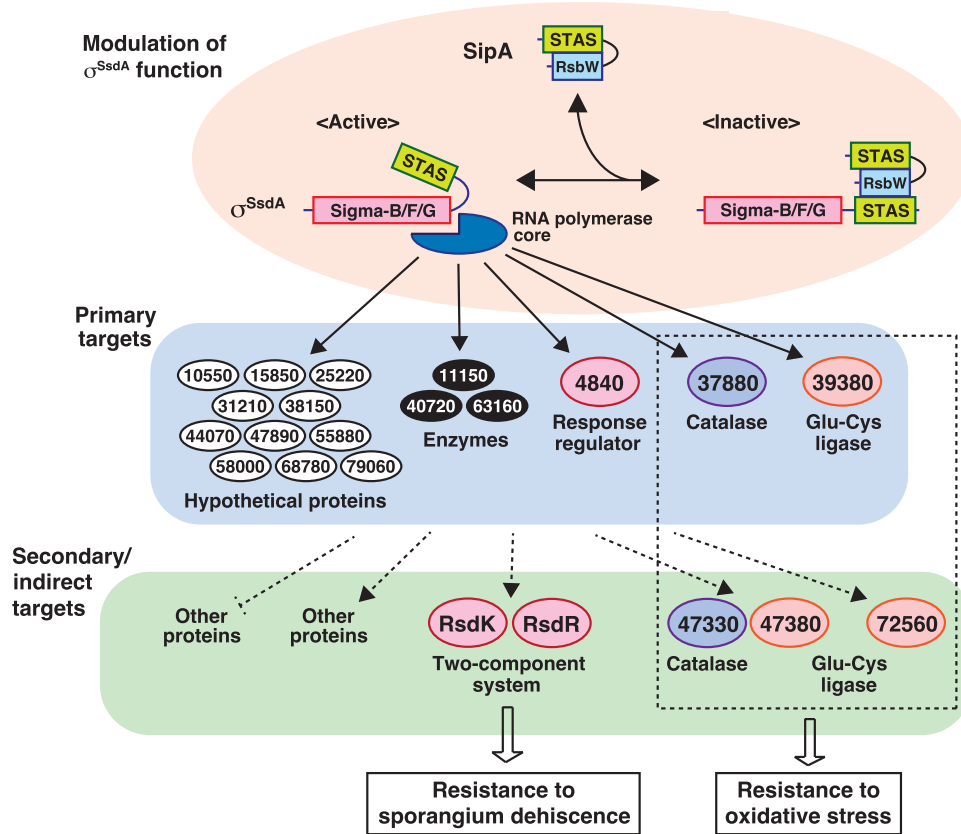 Modulation of
σSsdA function
SipA
STAS
RsbW
<Active>
<Inactive>
STAS
STAS
RsbW
σSsdA
Sigma-B/F/G
Sigma-B/F/G
STAS
RNA polymerase
core
Primary
targets
10550 15850 25220
11150
4840
37880
39380
31210 38150
40720 63160
44070 47890 55880
Enzymes
Response
regulator
Catalase
Glu-Cys
ligase
58000 68780 79060
Hypothetical proteins
Secondary/
indirect
targets
Other
proteins
Other
proteins
RsdK RsdR
47330 47380 72560
Two-component
system
Catalase
Glu-Cys
ligase
Resistance to
sporangium dehiscence
Resistance to
oxidative stress